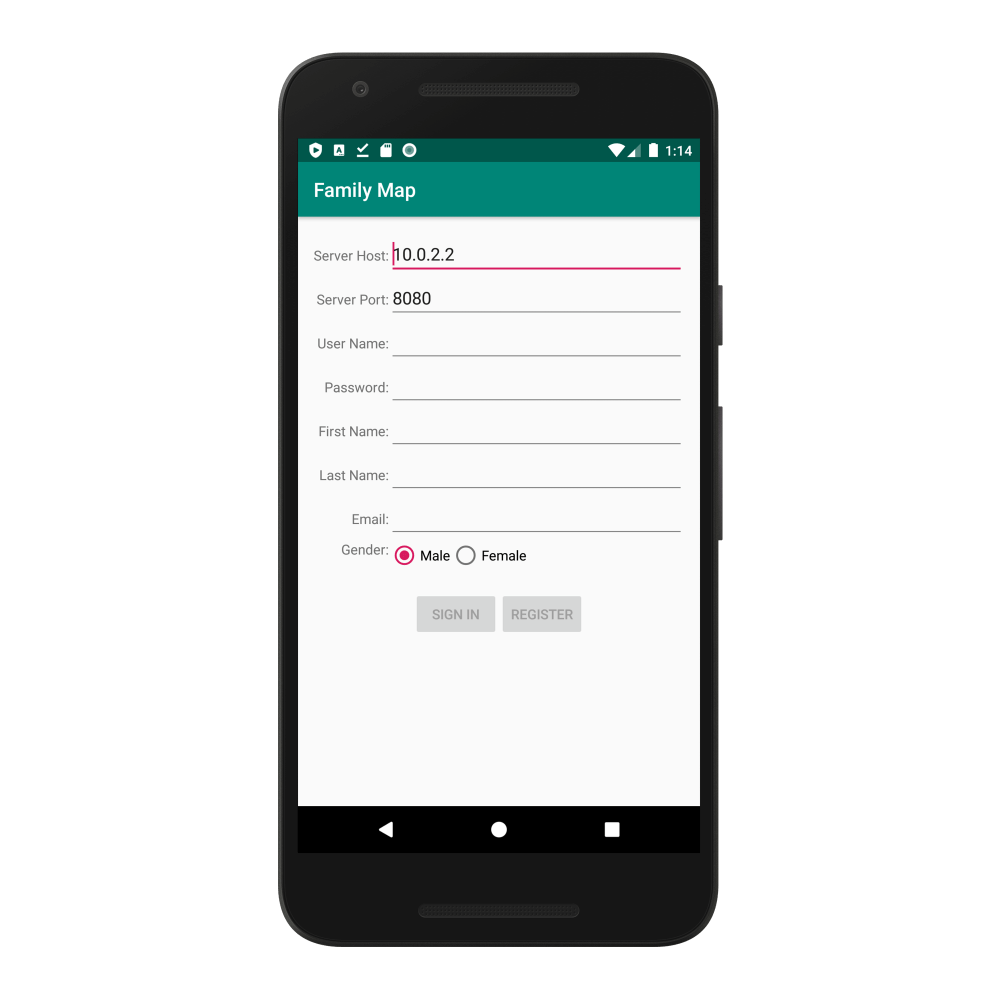 1:14
Family Map
Server Host: 10.0.2.2
Server Port: 8080
User Name:
Password:
First Name:
Last Name:
Email:
Gender: Male Female
SIGN IN REGISTER